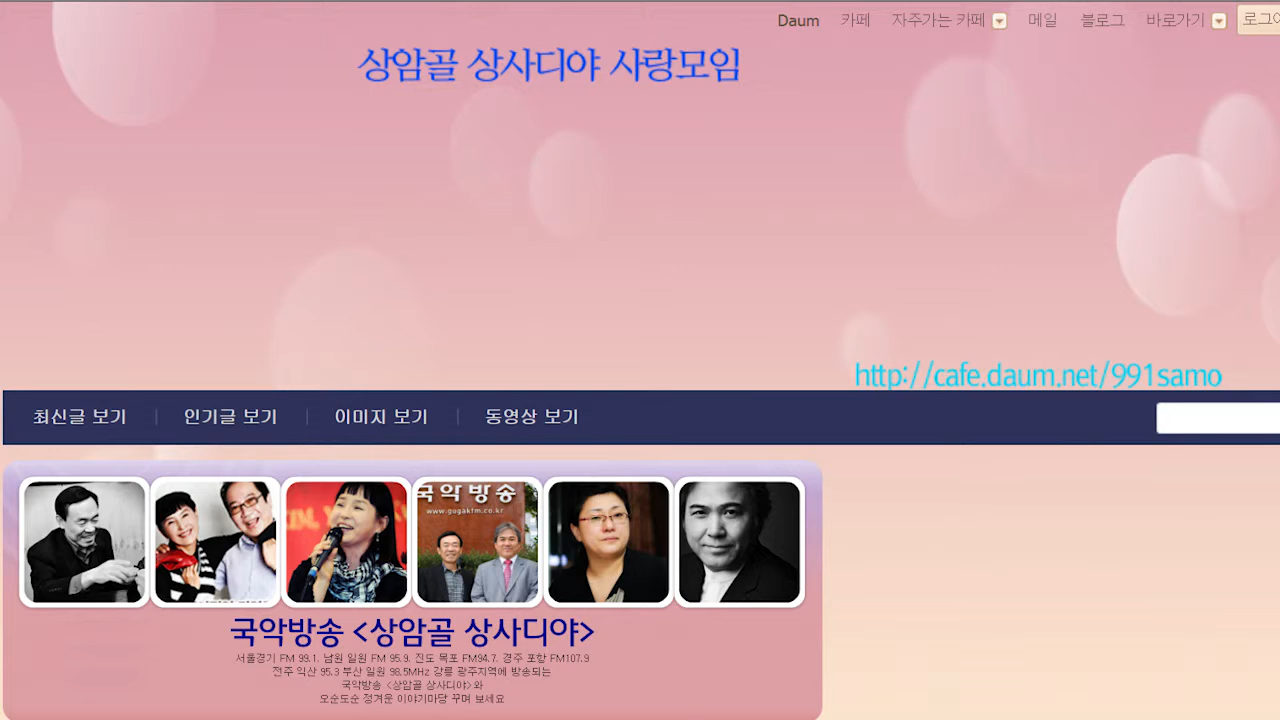 Daum 카페 자주가는 카페 메일 블로그 바로가기
상암골 상사디야 사랑모임
http://cafe.daum.net/991samo
최신글 보기 | 인기글 보기 | 이미지 보기 | 동영상 보기
국악방송
www.gugakfm.co.kr
국악방송 <상암골 상사디야>
서울경기 FM 99.1. 남원 일원 FM 95.9. 진도 목포 FM94.7. 경주 포항 FM107.9
전주 익산 95.3 부산 일원 98.5MHz 강릉 광주지역에 방송되는
국악방송 <상암골 상사디야>와
오순도순 정겨운 이야기마당 꾸며 보세요